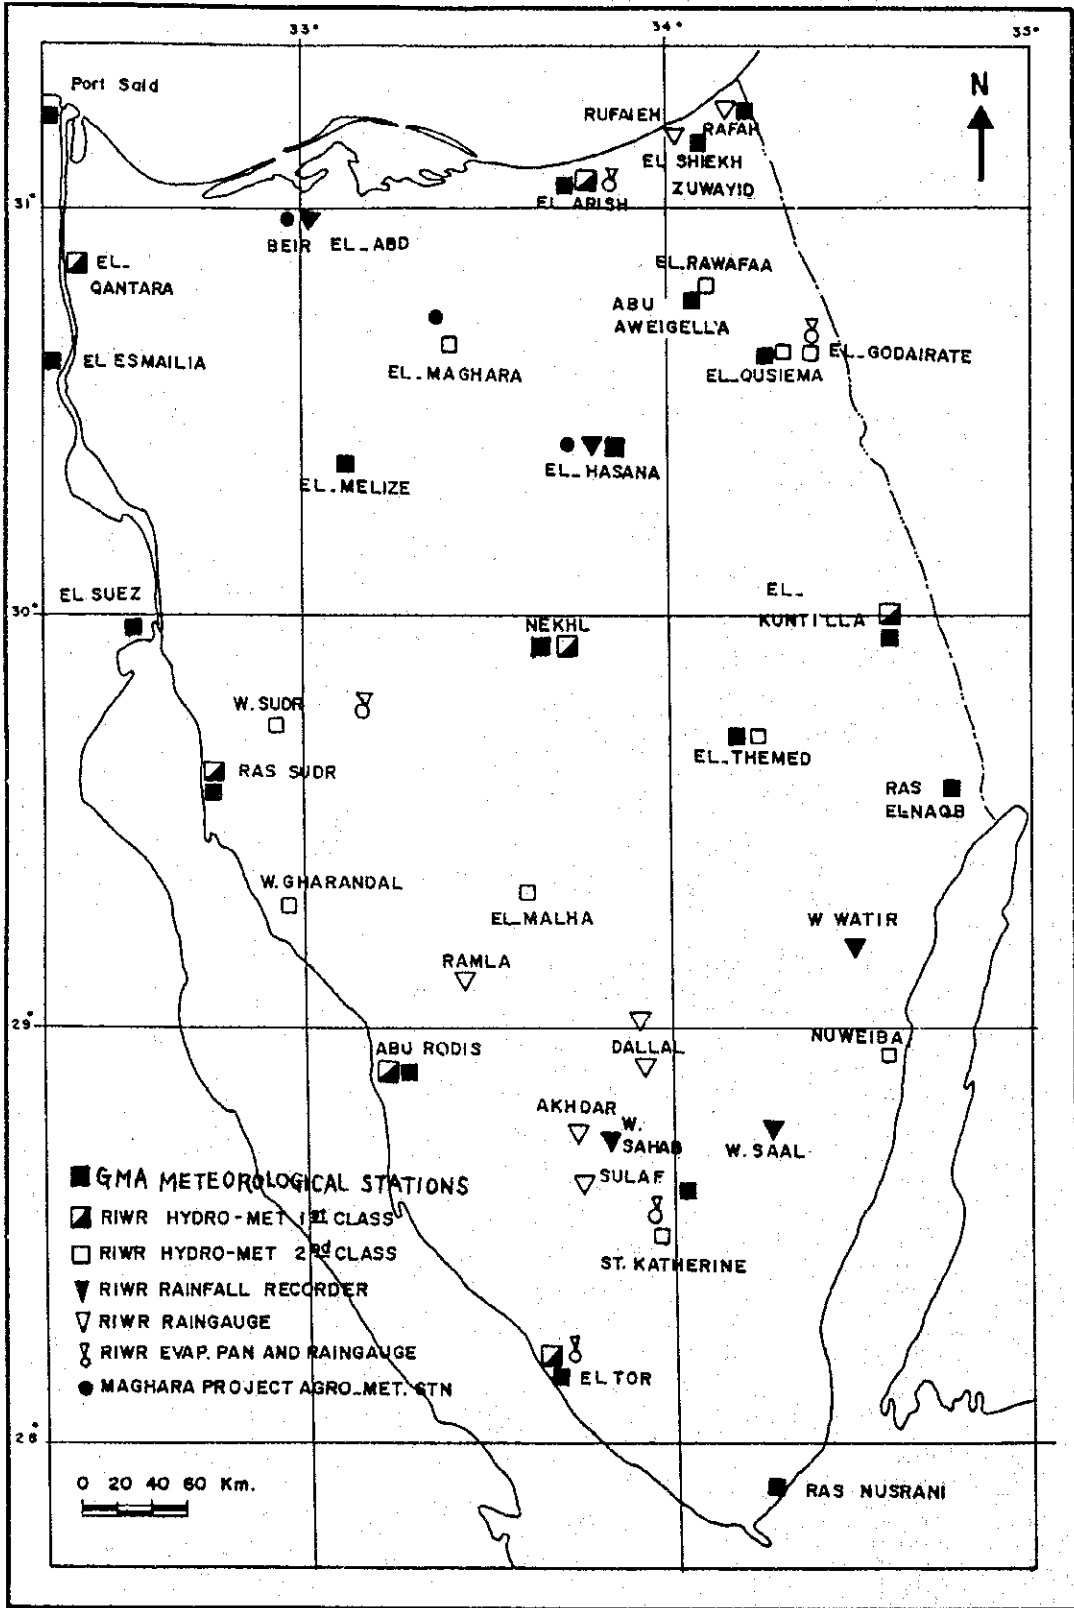 33°
34°
35°
Port Said
N
RUFAIEH
RAFAH
EL SHIEKH
ZUWAYID
EL_ARISH
31°
BEIR EL_ABD
EL_RAWAFAA
EL_
QANTARA
ABU
AWEIGELLA
EL ESMAILIA
EL_GODAIRATE
EL_MAGHARA
EL_QUSIEMA
EL_HASANA
EL_MELIZE
EL SUEZ
EL_
KUNTILLA
30°
NEKHL
W. SUDR
EL_THEMED
RAS SUDR
RAS
ELNAQB
W. GHARANDAL
EL_MALHA
W WATIR
RAMLA
29°
NUWEIBA
DALLAL
ABU RODIS
AKHDAR
W.
SAHAB
W. SAAL
SULAF
GMA METEOROLOGICAL STATIONS
RIWR HYDRO-MET 1st CLASS
RIWR HYDRO-MET 2nd CLASS
ST. KATHERINE
RIWR RAINFALL RECORDER
RIWR RAINGAUGE
RIWR EVAP. PAN AND RAINGAUGE
EL TOR
MAGHARA PROJECT AGRO_MET. STN
28°
0 20 40 60 Km.
RAS NUSRANI